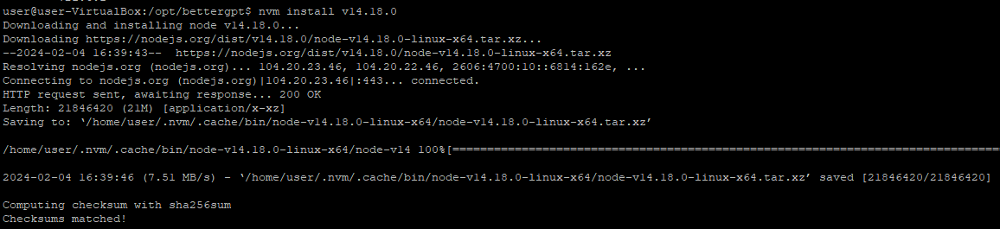 user@user-VirtualBox:/opt/bettergpt$ nvm install v14.18.0
Downloading and installing node v14.18.0...
Downloading https://nodejs.org/dist/v14.18.0/node-v14.18.0-linux-x64.tar.xz...
--2024-02-04 16:39:43--  https://nodejs.org/dist/v14.18.0/node-v14.18.0-linux-x64.tar.xz
Resolving nodejs.org (nodejs.org)... 104.20.23.46, 104.20.22.46, 2606:4700:10::6814:162e, ...
Connecting to nodejs.org (nodejs.org)|104.20.23.46|:443... connected.
HTTP request sent, awaiting response... 200 OK
Length: 21846420 (21M) [application/x-xz]
Saving to: ‘/home/user/.nvm/.cache/bin/node-v14.18.0-linux-x64/node-v14.18.0-linux-x64.tar.xz’
/home/user/.nvm/.cache/bin/node-v14.18.0-linux-x64/node-v14 100%[================================================================================
2024-02-04 16:39:46 (7.51 MB/s) - ‘/home/user/.nvm/.cache/bin/node-v14.18.0-linux-x64/node-v14.18.0-linux-x64.tar.xz’ saved [21846420/21846420]
Computing checksum with sha256sum
Checksums matched!